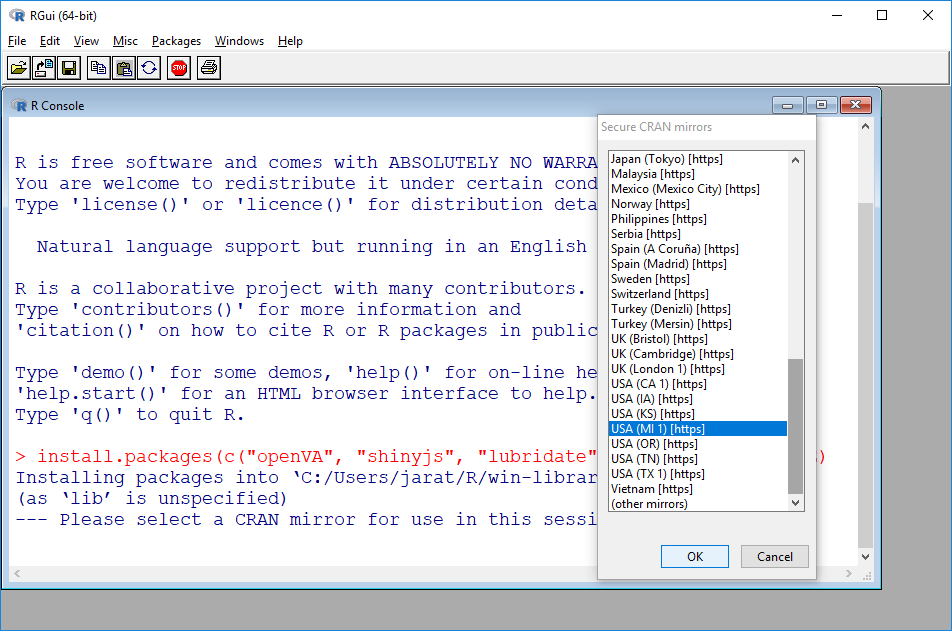 RGui (64-bit)
File Edit View Misc Packages Windows Help
STOP
R Console
R is free software and comes with ABSOLUTELY NO WARRA
You are welcome to redistribute it under certain cond
Type 'license()' or 'licence()' for distribution deta
Natural language support but running in an English
R is a collaborative project with many contributors.
Type 'contributors()' for more information and
'citation()' on how to cite R or R packages in public
Type 'demo()' for some demos, 'help()' for on-line he
'help.start()' for an HTML browser interface to help.
Type 'q()' to quit R.
> install.packages(c("openVA", "shinyjs", "lubridate"
Installing packages into ‘C:/Users/jarat/R/win-librar
(as ‘lib’ is unspecified)
--- Please select a CRAN mirror for use in this sessi
Secure CRAN mirrors
Japan (Tokyo) [https]
Malaysia [https]
Mexico (Mexico City) [https]
Norway [https]
Philippines [https]
Serbia [https]
Spain (A Coruña) [https]
Spain (Madrid) [https]
Sweden [https]
Switzerland [https]
Turkey (Denizli) [https]
Turkey (Mersin) [https]
UK (Bristol) [https]
UK (Cambridge) [https]
UK (London 1) [https]
USA (CA 1) [https]
USA (IA) [https]
USA (KS) [https]
USA (MI 1) [https]
USA (OR) [https]
USA (TN) [https]
USA (TX 1) [https]
Vietnam [https]
(other mirrors)
OK Cancel